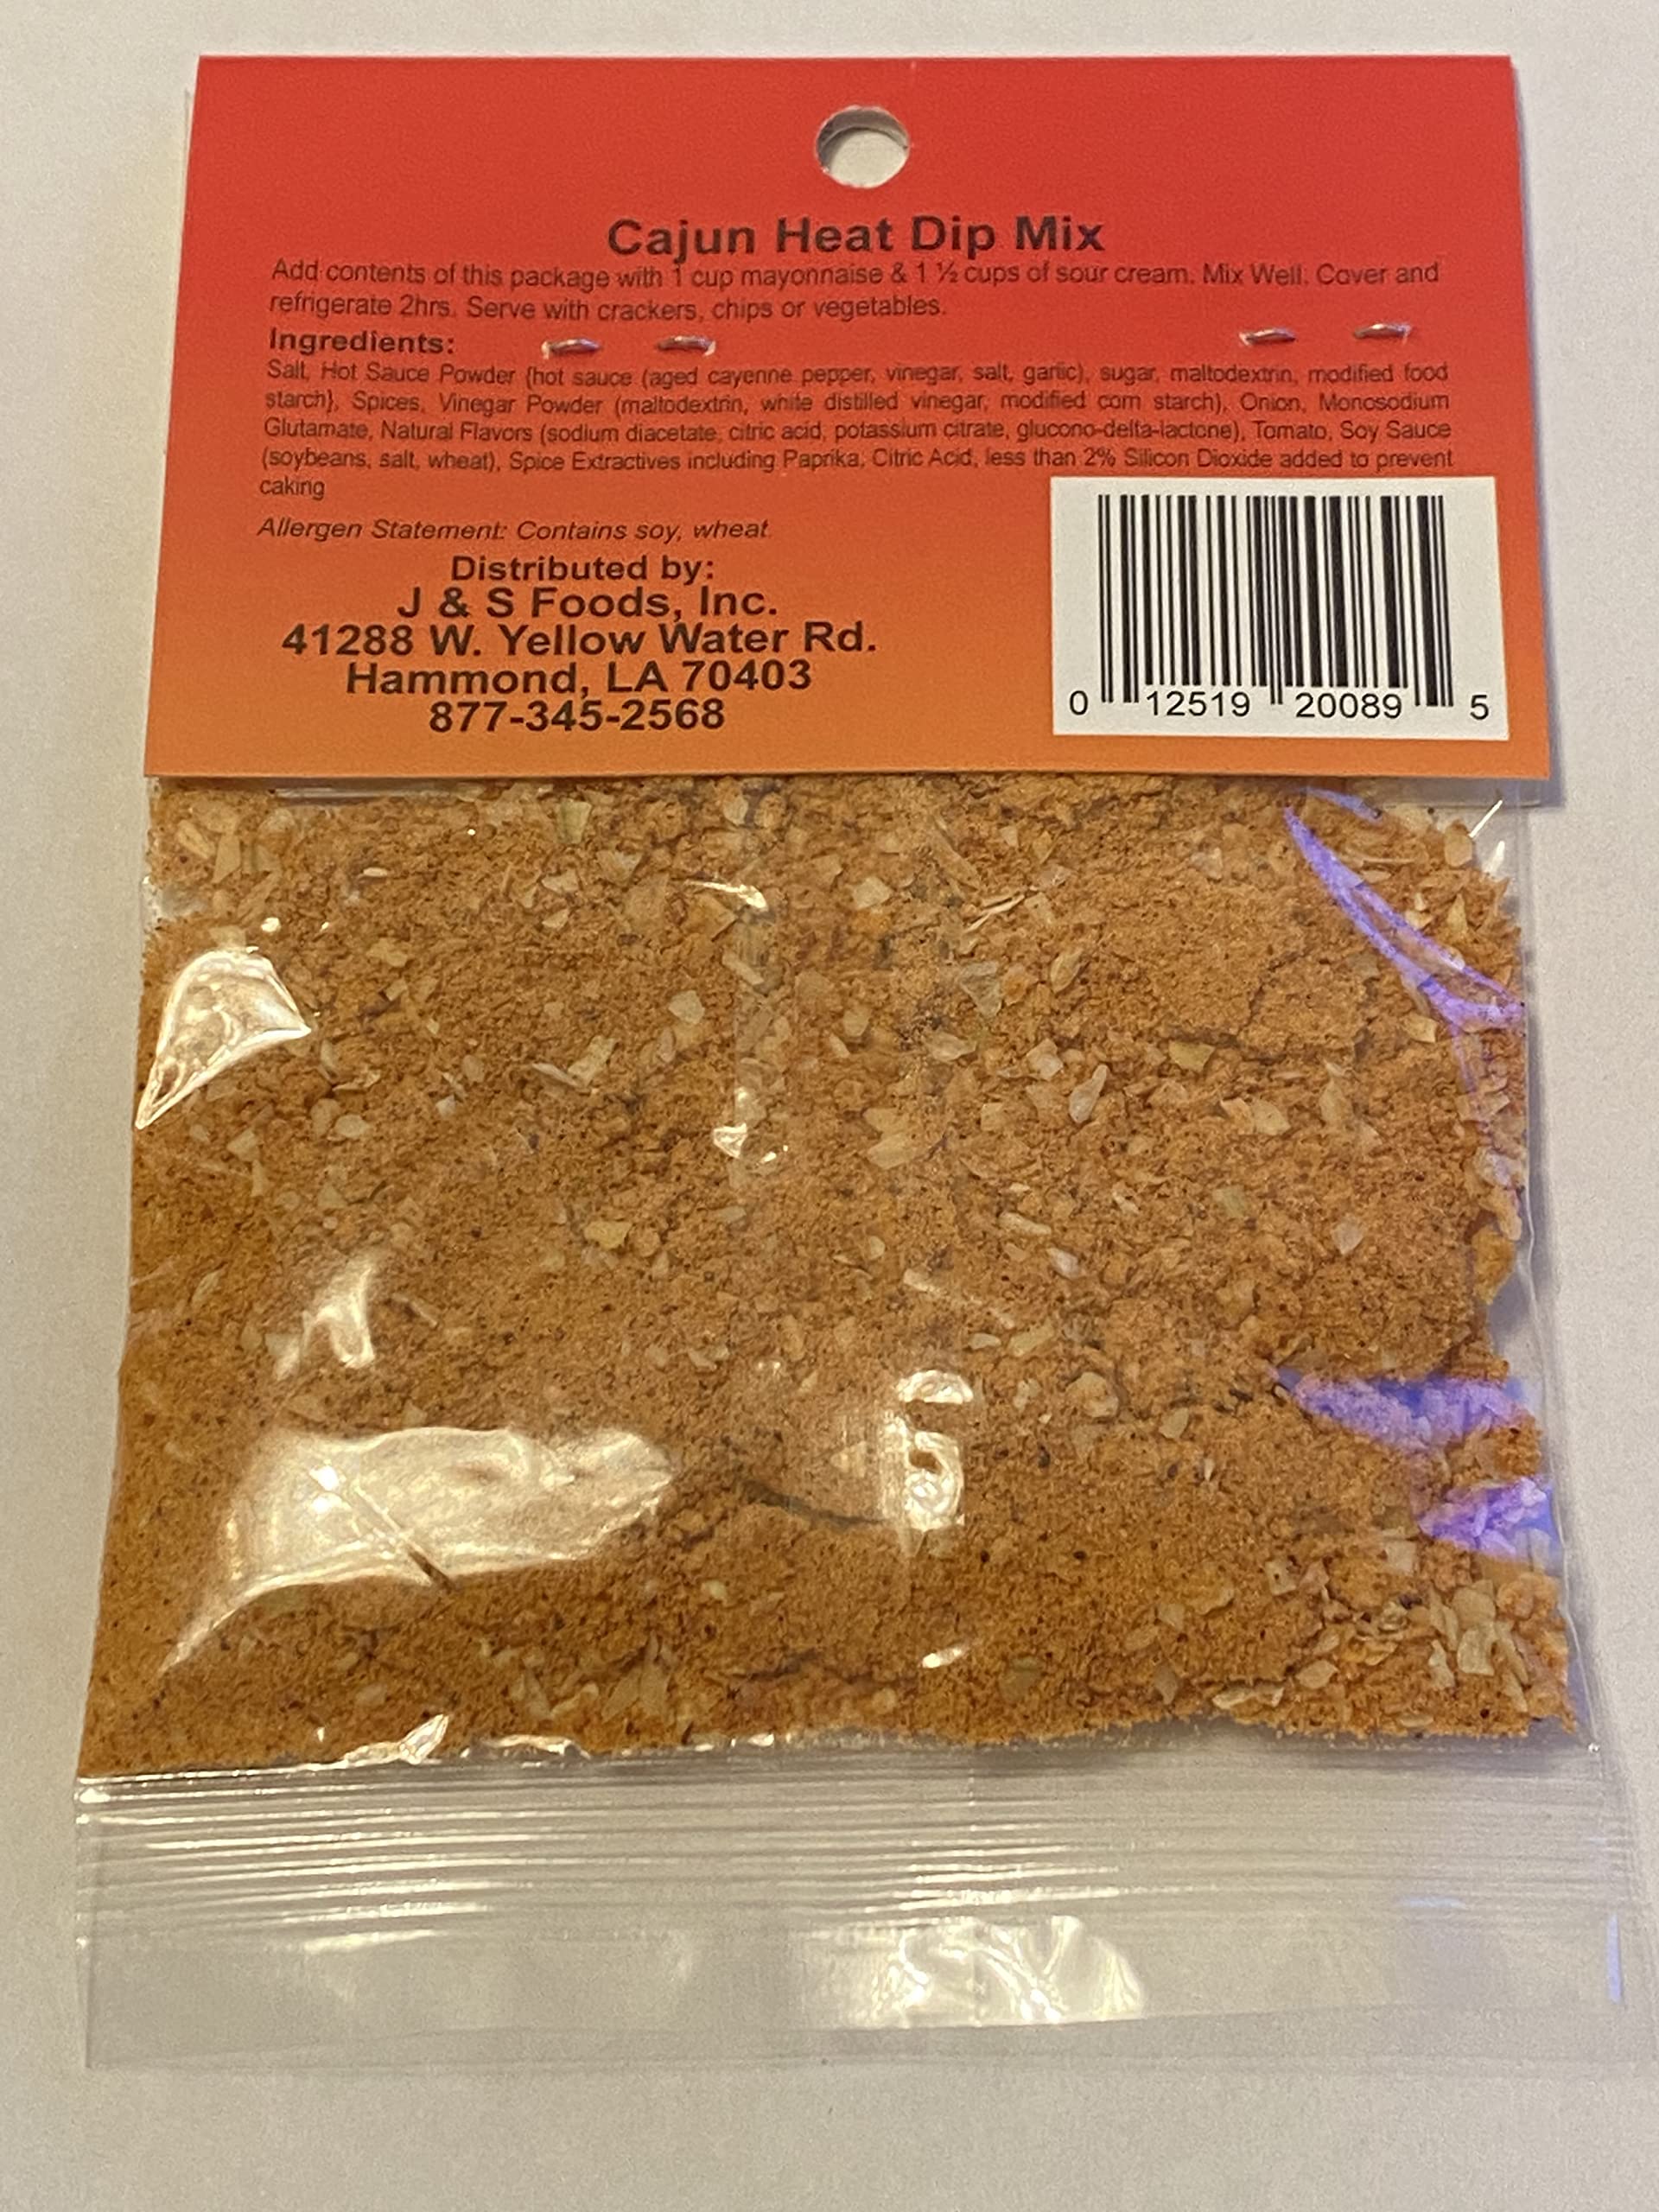 Cajun Heat Dip Mix
Add contents of this package with 1 cup mayonnaise & 1 ½ cups of sour cream. Mix Well. Cover and
refrigerate 2hrs. Serve with crackers, chips or vegetables.
Ingredients:
Salt, Hot Sauce Powder {hot sauce (aged cayenne pepper, vinegar, salt, garlic), sugar, maltodextrin, modified food
starch}, Spices, Vinegar Powder (maltodextrin, white distilled vinegar, modified corn starch), Onion, Monosodium
Glutamate, Natural Flavors (sodium diacetate, citric acid, potassium citrate, glucono-delta-lactone), Tomato, Soy Sauce
(soybeans, salt, wheat), Spice Extractives including Paprika, Citric Acid, less than 2% Silicon Dioxide added to prevent
caking
Allergen Statement: Contains soy, wheat.
Distributed by:
J & S Foods, Inc.
41288 W. Yellow Water Rd.
Hammond, LA 70403
877-345-2568
0 12519 20089 5